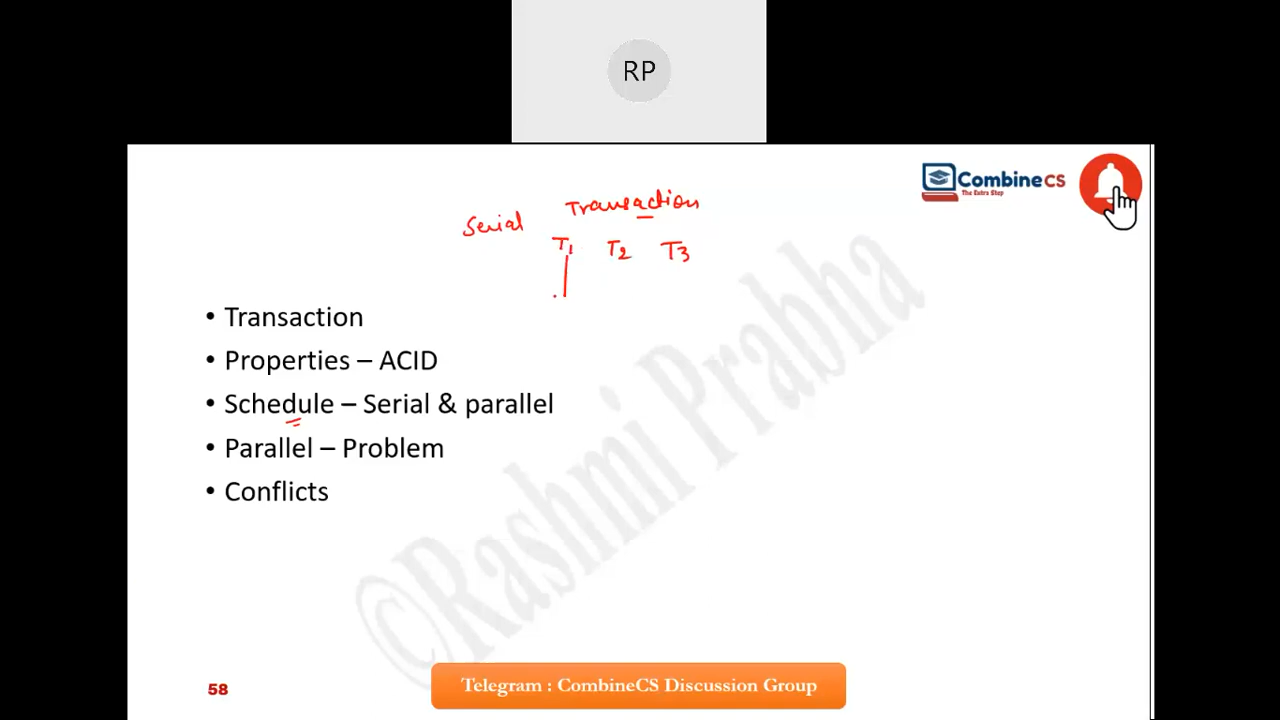 RP
CombineCS
The Extra Step
Transaction
Serial
T1 T2 T3
• Transaction
• Properties – ACID
• Schedule – Serial & parallel
• Parallel – Problem
• Conflicts
©Rashmi Prabha
58
Telegram : CombineCS Discussion Group